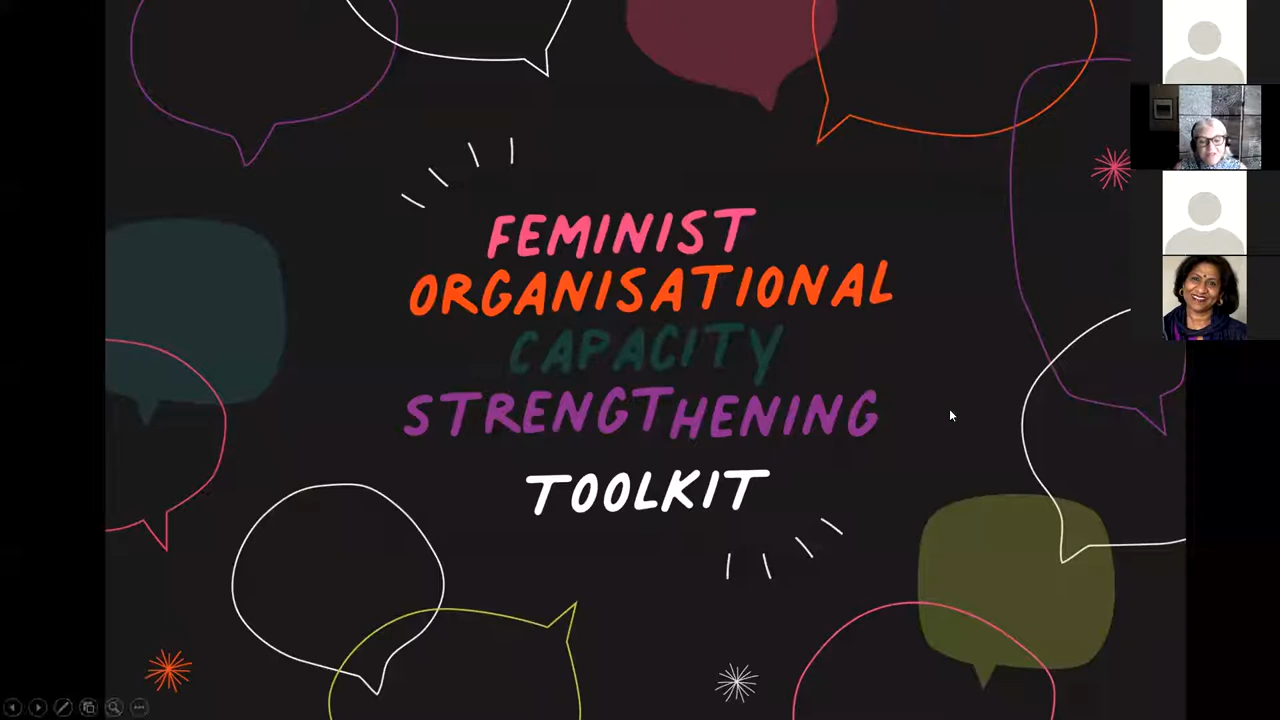 FEMINIST
ORGANISATIONAL
CAPACITY
STRENGTHENING
TOOLKIT